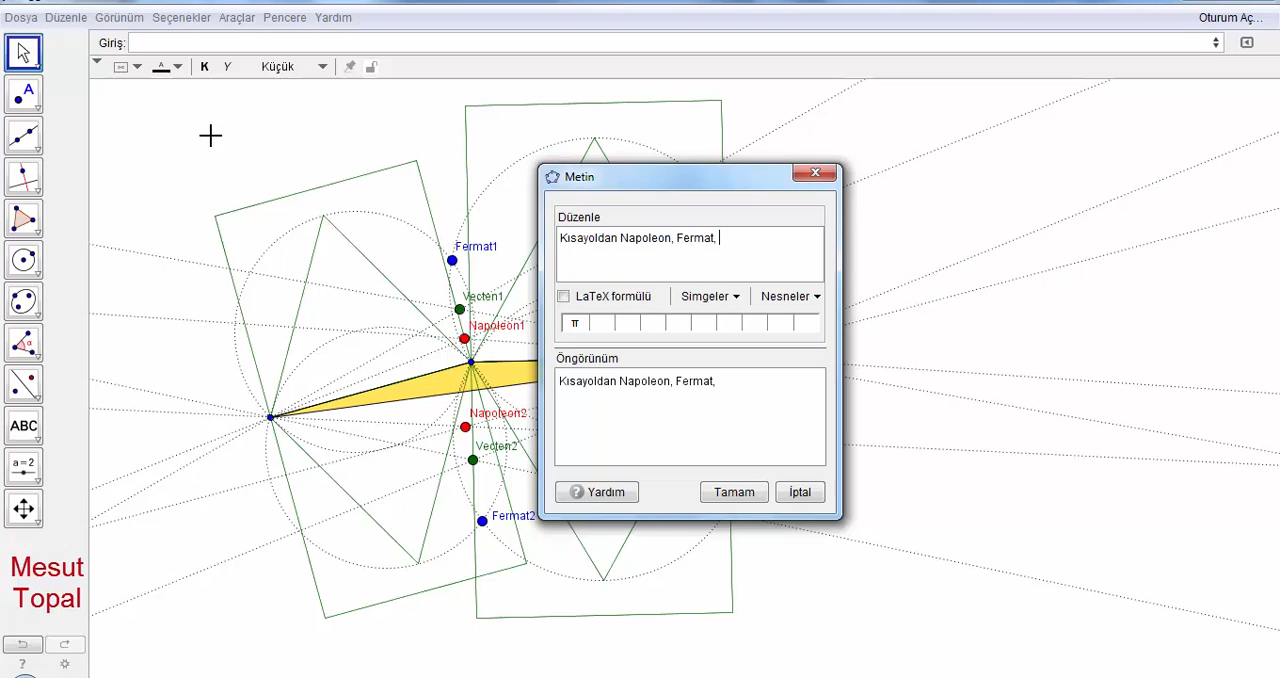 Dosya Düzenle Görünüm Seçenekler Araçlar Pencere Yardım
Oturum Aç...
Giriş:
A K Y Küçük
A
Metin
Düzenle
Kısayoldan Napoleon, Fermat,
LaTeX formülü Simgeler Nesneler
π
Öngörünüm
Kısayoldan Napoleon, Fermat,
? Yardım Tamam İptal
Fermat1
Vecten1
Napoleon1
Napoleon2
Vecten2
Fermat2
α
ABC
a=2
Mesut
Topal
?